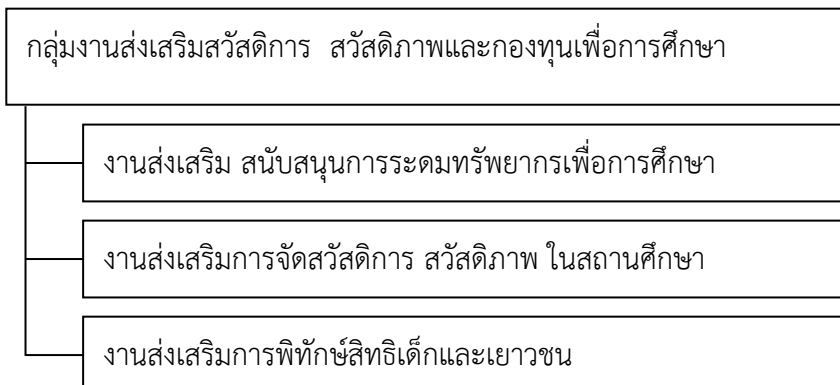 กลุ่มงานส่งเสริมสวัสดิการ สวัสดิภาพและกองทุนเพื่อการศึกษา
งานส่งเสริม สนับสนุนการระดมทรัพยากรเพื่อการศึกษา
งานส่งเสริมการจัดสวัสดิการ สวัสดิภาพ ในสถานศึกษา
งานส่งเสริมการพิทักษ์สิทธิเด็กและเยาวชน